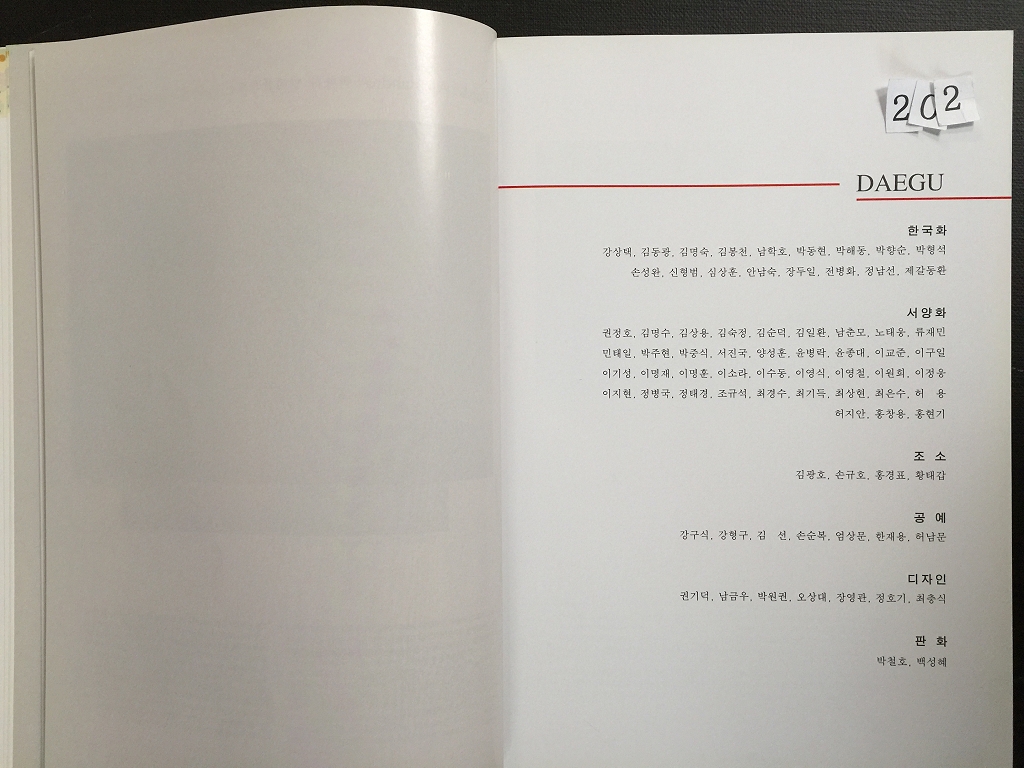 202
DAEGU
한국화
강상택, 김동광, 김명숙, 김봉천, 남학호, 박동현, 박해동, 박향순, 박형석
손성완, 신형범, 심상훈, 안남숙, 장두일, 전병화, 정남선, 제갈동환
서양화
권정호, 김명수, 김상용, 김숙정, 김순덕, 김일환, 남춘모, 노태웅, 류재민
민태일, 박주현, 박중식, 서진국, 양성훈, 윤병락, 윤종대, 이교준, 이구일
이기성, 이명재, 이명훈, 이소라, 이수동, 이영식, 이영철, 이원희, 이정웅
이지현, 정병국, 정태경, 조규석, 최경수, 최기득, 최상현, 최은수, 허 용
허지안, 홍창용, 홍현기
조 소
김광호, 손규호, 홍경표, 황태갑
공 예
강구식, 강형구, 김 선, 손순복, 엄상문, 한재용, 허남문
디자인
권기덕, 남금우, 박원권, 오상대, 장영관, 정호기, 최충식
판 화
박철호, 백성혜